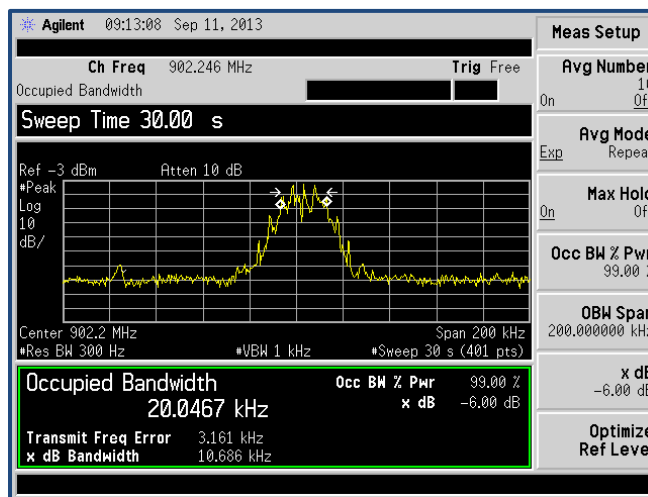 Agilent 09:13:08 Sep 11, 2013
Meas Setup
Ch Freq 902.246 MHz Trig Free
Occupied Bandwidth
Sweep Time 30.00 s
Ref -3 dBm Atten 10 dB
#Peak
Log
10
dB/
Center 902.2 MHz Span 200 kHz
#Res BW 300 Hz #VBW 1 kHz #Sweep 30 s (401 pts)
Occupied Bandwidth Occ BW % Pwr 99.00 %
20.0467 kHz x dB -6.00 dB
Transmit Freq Error 3.161 kHz
x dB Bandwidth 10.686 kHz
Avg Number
10
On Of
Avg Mode
Exp Repea
Max Hold
On Of
Occ BW % Pwr
99.00 %
OBW Span
200.000000 kHz
x dB
-6.00 dB
Optimize
Ref Level